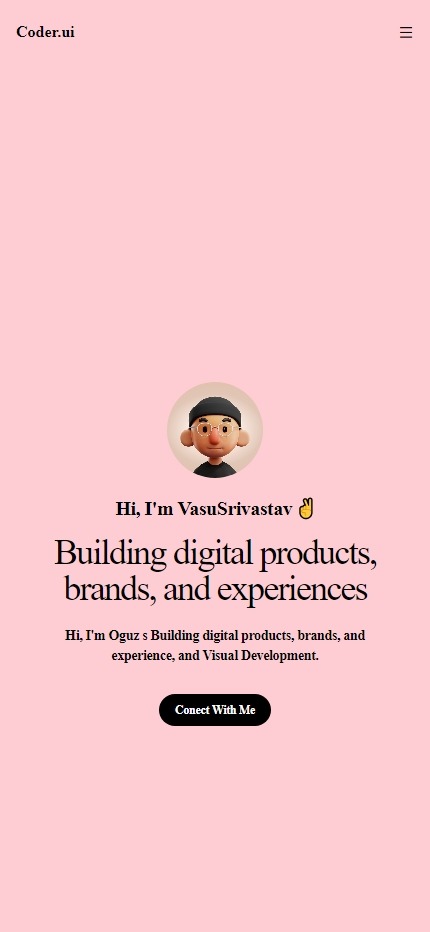 Coder.ui
Hi, I'm VasuSrivastav ✌
Building digital products,
brands, and experiences
Hi, I'm Oguz s Building digital products, brands, and
experience, and Visual Development.
Conect With Me